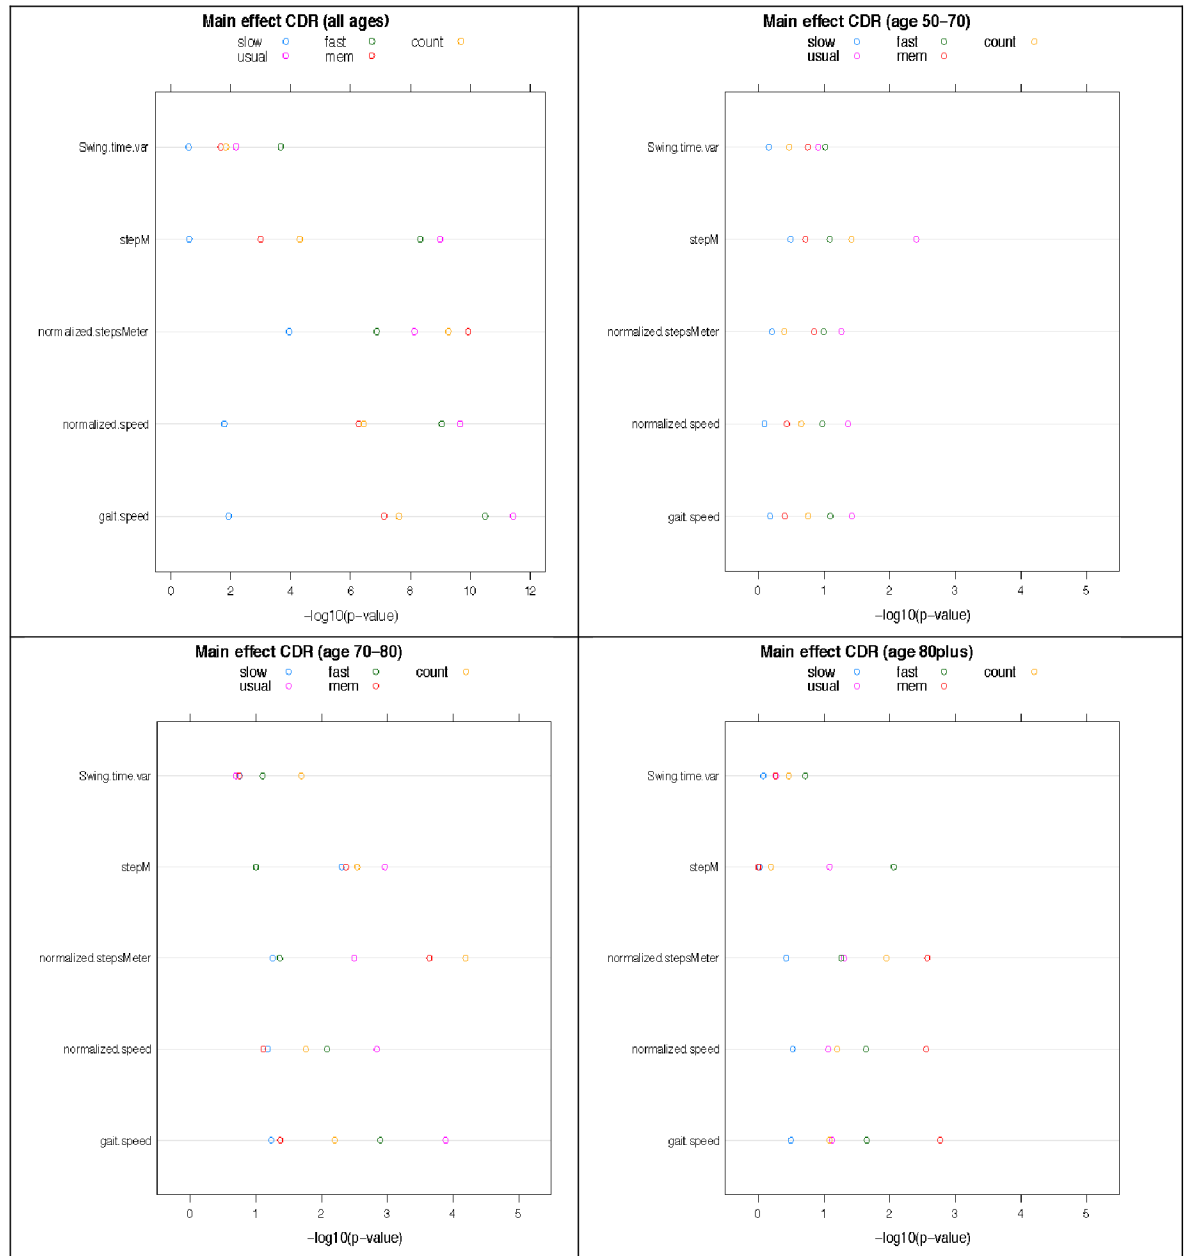 Main effect CDR (all ages)
slow fast count
usual mem
Swing.time.var
stepM
normalized.stepsMeter
normalized.speed
gait.speed
0 2 4 6 8 10 12
-log10(p-value)
Main effect CDR (age 50-70)
slow fast count
usual mem
Swing.time.var
stepM
normalized.stepsMeter
normalized.speed
gait.speed
0 1 2 3 4 5
-log10(p-value)
Main effect CDR (age 70-80)
slow fast count
usual mem
Swing.time.var
stepM
normalized.stepsMeter
normalized.speed
gait.speed
0 1 2 3 4 5
-log10(p-value)
Main effect CDR (age 80plus)
slow fast count
usual mem
Swing.time.var
stepM
normalized.stepsMeter
normalized.speed
gait.speed
0 1 2 3 4 5
-log10(p-value)